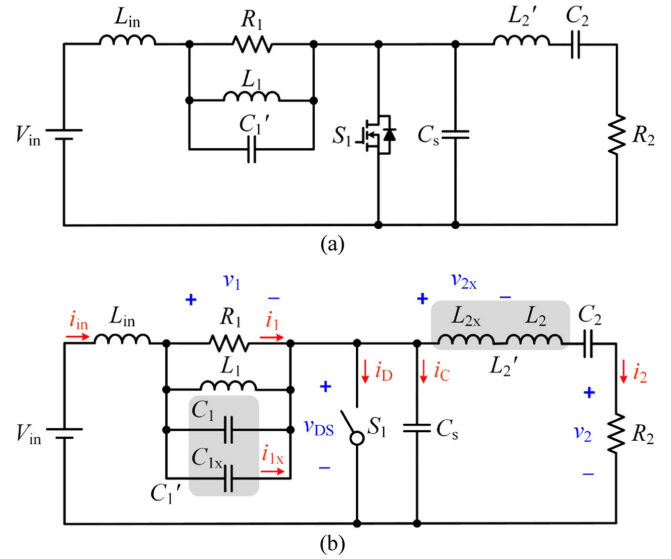 L_in
R_1
L_2' C_2
L_1
C_1'
V_in
S_1
C_s
R_2
(a)
+ v_1 −
+ v_2x −
i_in
L_in
R_1
i_1
L_2x L_2
C_2
L_1
i_D
i_C
L_2'
i_2
C_1
+
+
V_in
v_DS
S_1
C_s
v_2
R_2
C_1x
i_1x
−
−
C_1'
(b)